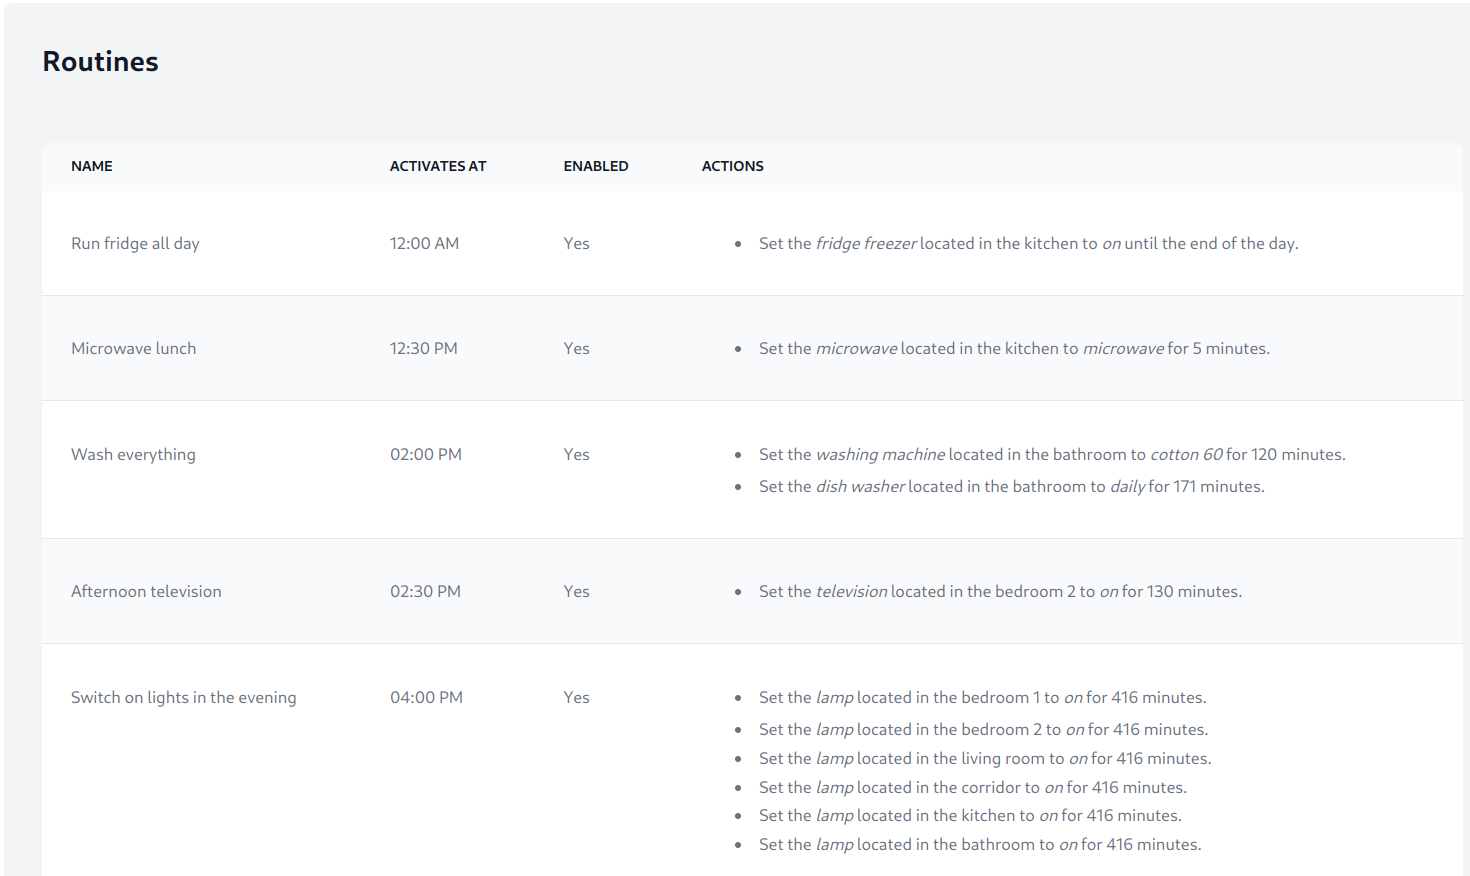 Routines
NAME ACTIVATES AT ENABLED ACTIONS
Run fridge all day 12:00 AM Yes • Set the fridge freezer located in the kitchen to on until the end of the day.
Microwave lunch 12:30 PM Yes • Set the microwave located in the kitchen to microwave for 5 minutes.
Wash everything 02:00 PM Yes • Set the washing machine located in the bathroom to cotton 60 for 120 minutes.
• Set the dish washer located in the bathroom to daily for 171 minutes.
Afternoon television 02:30 PM Yes • Set the television located in the bedroom 2 to on for 130 minutes.
Switch on lights in the evening 04:00 PM Yes • Set the lamp located in the bedroom 1 to on for 416 minutes.
• Set the lamp located in the bedroom 2 to on for 416 minutes.
• Set the lamp located in the living room to on for 416 minutes.
• Set the lamp located in the corridor to on for 416 minutes.
• Set the lamp located in the kitchen to on for 416 minutes.
• Set the lamp located in the bathroom to on for 416 minutes.